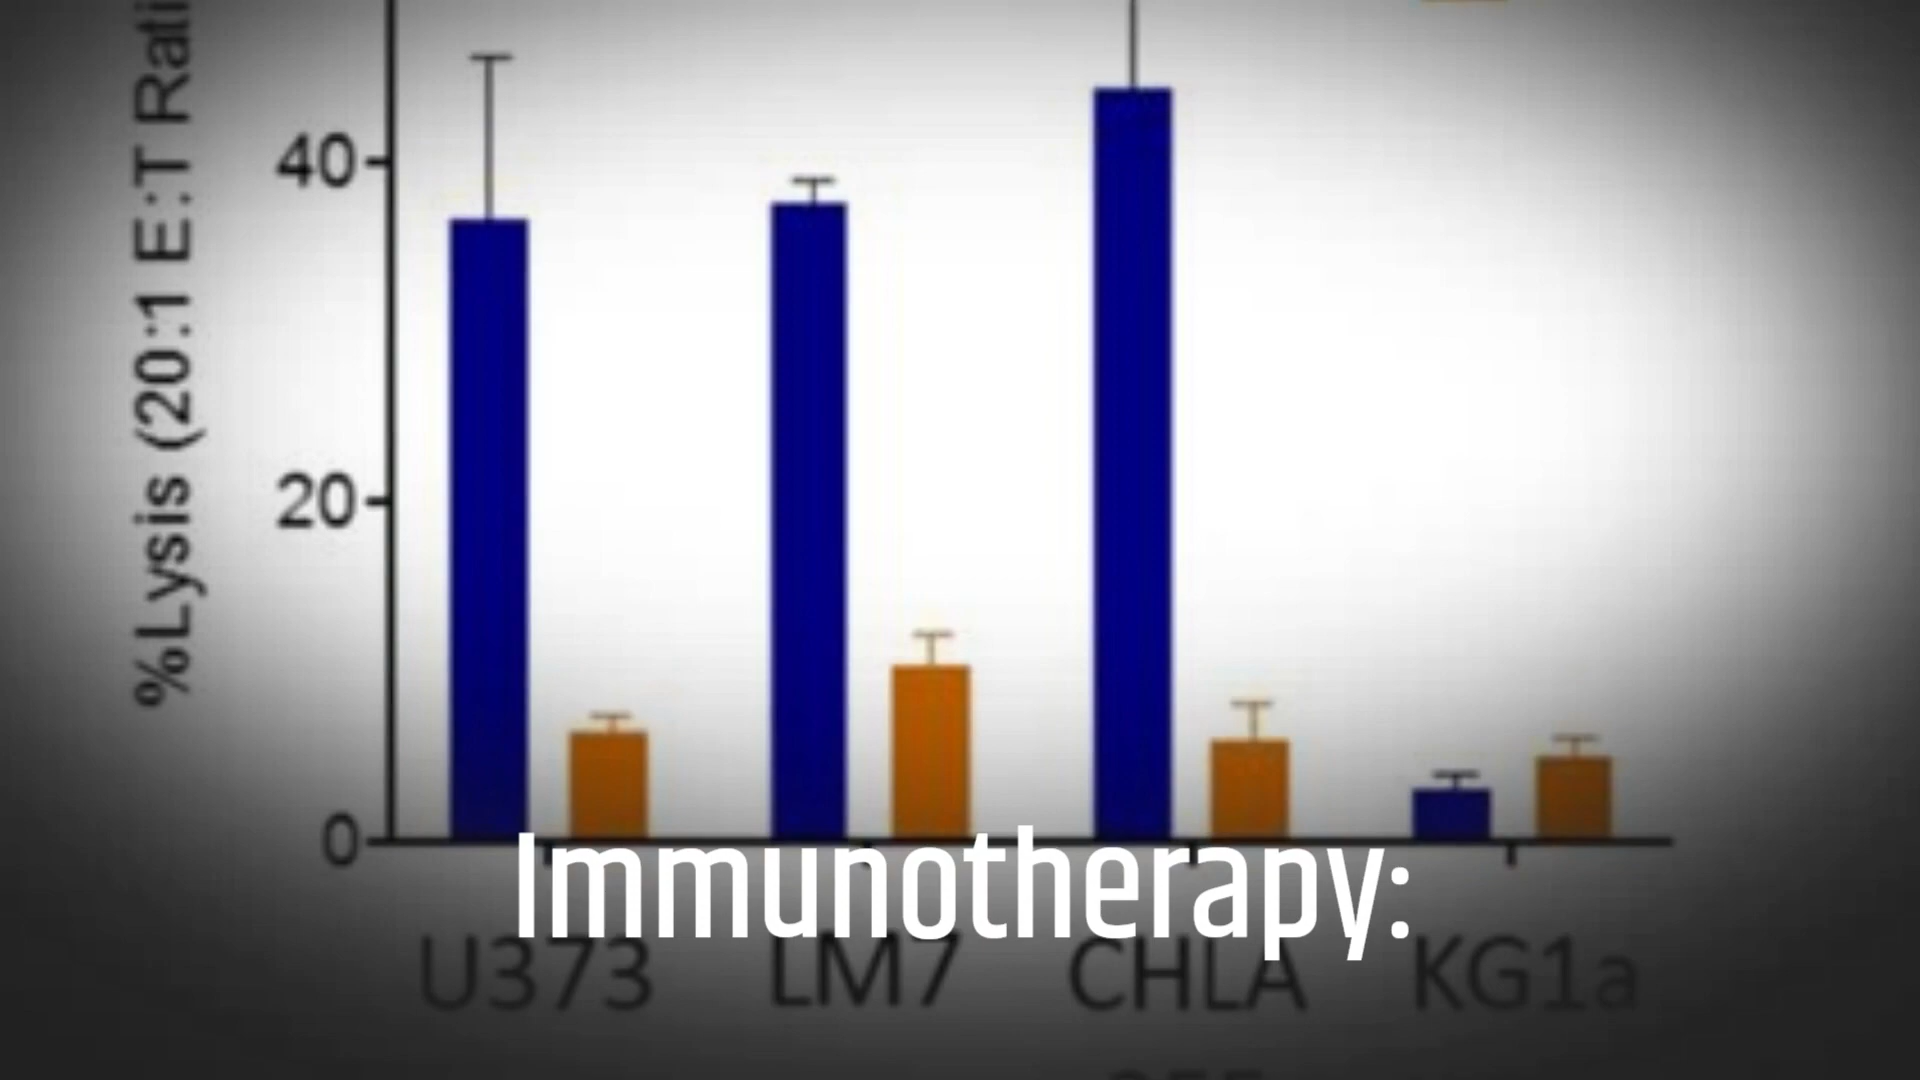 %Lysis (20:1 E:T Rati
40
20
0
Immunotherapy:
U373 LM7 CHLA KG1a